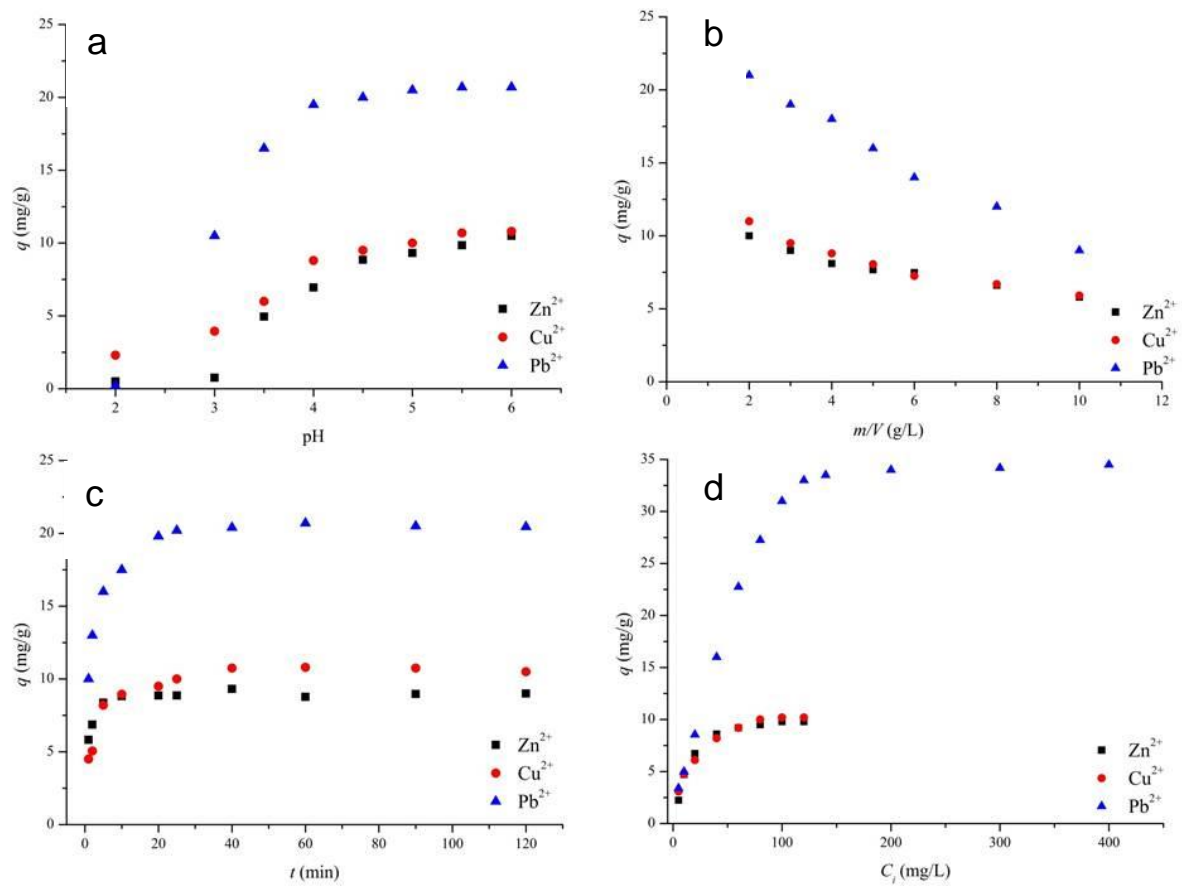 a
25
20
15
10
5
0
q (mg/g)
2 3 4 5 6
pH
Zn²⁺
Cu²⁺
Pb²⁺
b
25
20
15
10
5
0
q (mg/g)
0 2 4 6 8 10 12
m/V (g/L)
Zn²⁺
Cu²⁺
Pb²⁺
c
25
20
15
10
5
0
q (mg/g)
0 20 40 60 80 100 120
t (min)
Zn²⁺
Cu²⁺
Pb²⁺
d
35
30
25
20
15
10
5
0
q (mg/g)
0 100 200 300 400
Cᵢ (mg/L)
Zn²⁺
Cu²⁺
Pb²⁺